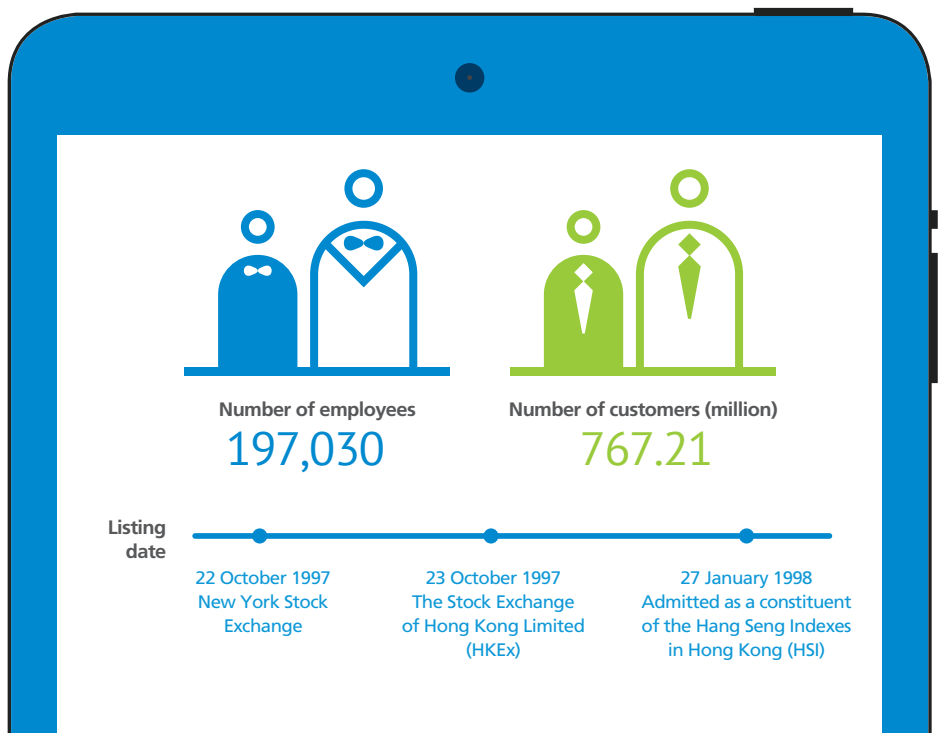 Number of employees
197,030
Number of customers (million)
767.21
Listing
date
22 October 1997
New York Stock
Exchange
23 October 1997
The Stock Exchange
of Hong Kong Limited
(HKEx)
27 January 1998
Admitted as a constituent
of the Hang Seng Indexes
in Hong Kong (HSI)